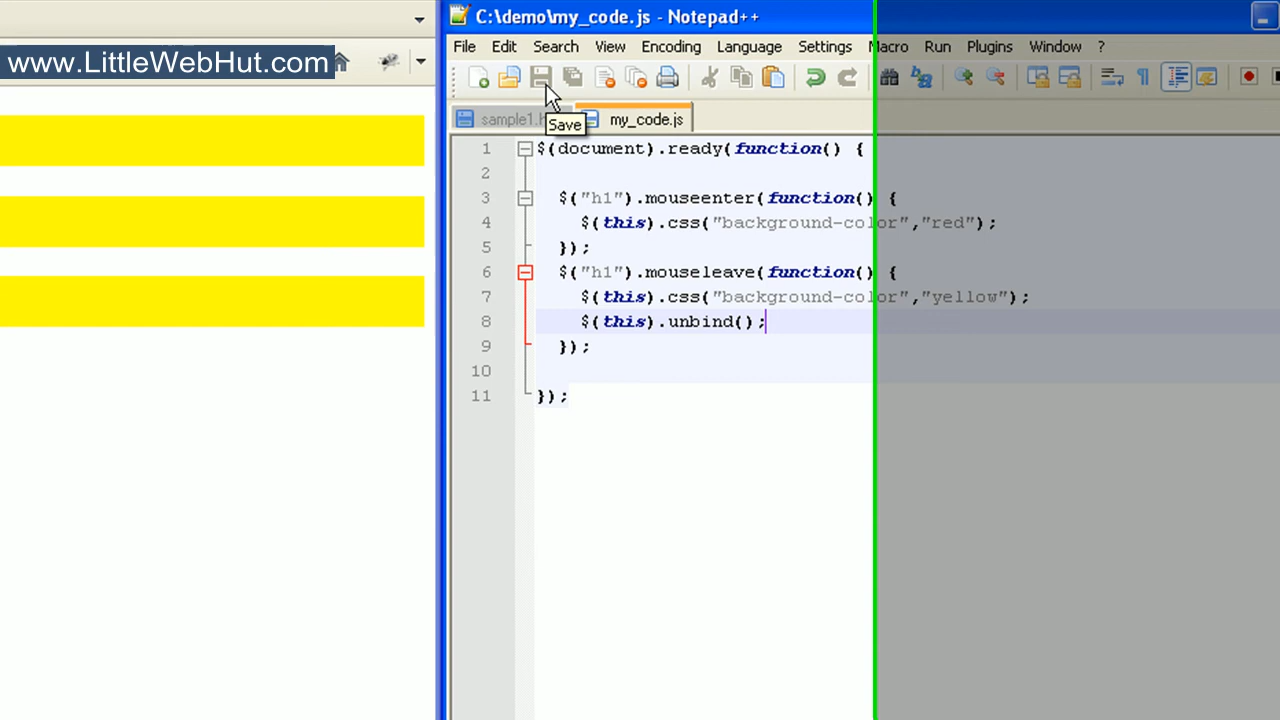 C:\demo\my_code.js - Notepad++
www.LittleWebHut.com
File Edit Search View Encoding Language Settings Macro Run Plugins Window ?
sample1.h my_code.js
Save
1 $(document).ready(function() {
2
3 $("h1").mouseenter(function() {
4 $(this).css("background-color","red");
5 });
6 $("h1").mouseleave(function() {
7 $(this).css("background-color","yellow");
8 $(this).unbind();
9 });
10
11 });